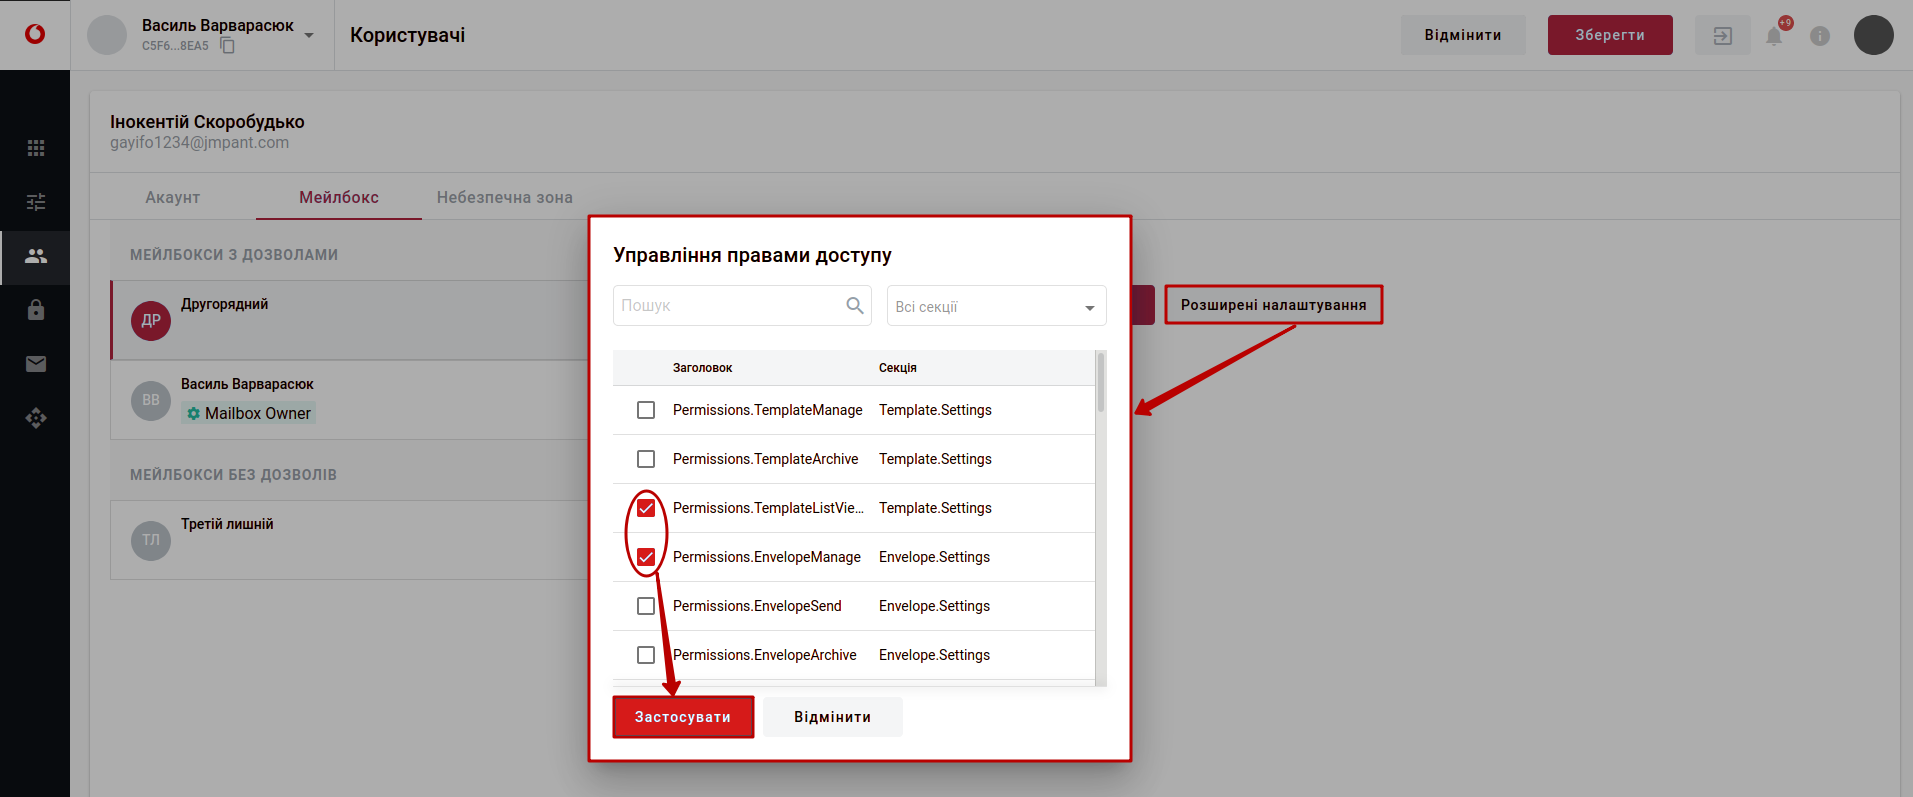 Василь Варварасюк
C5F6...8EA5
Користувачі
Відмінити
Зберегти
+9
Інокентій Скоробудько
gayifo1234@jmpant.com
Акаунт
Мейлбокс
Небезпечна зона
МЕЙЛБОКСИ З ДОЗВОЛАМИ
ДР
Другорядний
ВВ
Василь Варварасюк
Mailbox Owner
МЕЙЛБОКСИ БЕЗ ДОЗВОЛІВ
ТЛ
Третій лишній
Розширені налаштування
Управління правами доступу
Пошук
Всі секції
Заголовок Секція
Permissions.TemplateManage Template.Settings
Permissions.TemplateArchive Template.Settings
Permissions.TemplateListVie... Template.Settings
Permissions.EnvelopeManage Envelope.Settings
Permissions.EnvelopeSend Envelope.Settings
Permissions.EnvelopeArchive Envelope.Settings
Застосувати
Відмінити